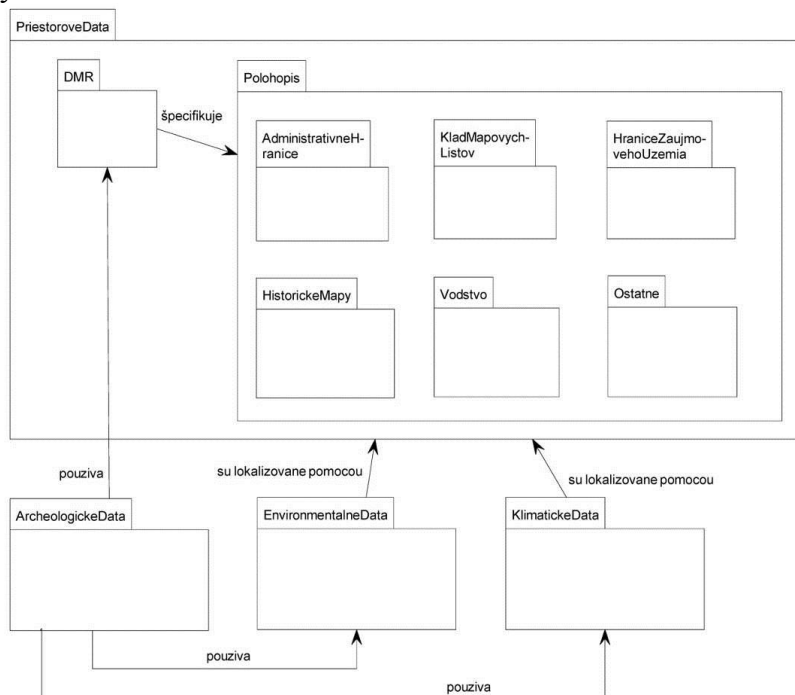 PriestoroveData
DMR
Polohopis
špecifikuje
AdministrativneH-
ranice
KladMapovych-
Listov
HraniceZaujmo-
vehoUzemia
HistorickeMapy
Vodstvo
Ostatne
pouziva
su lokalizovane pomocou
su lokalizovane pomocou
ArcheologickeData
EnvironmentalneData
KlimatickeData
pouziva
pouziva